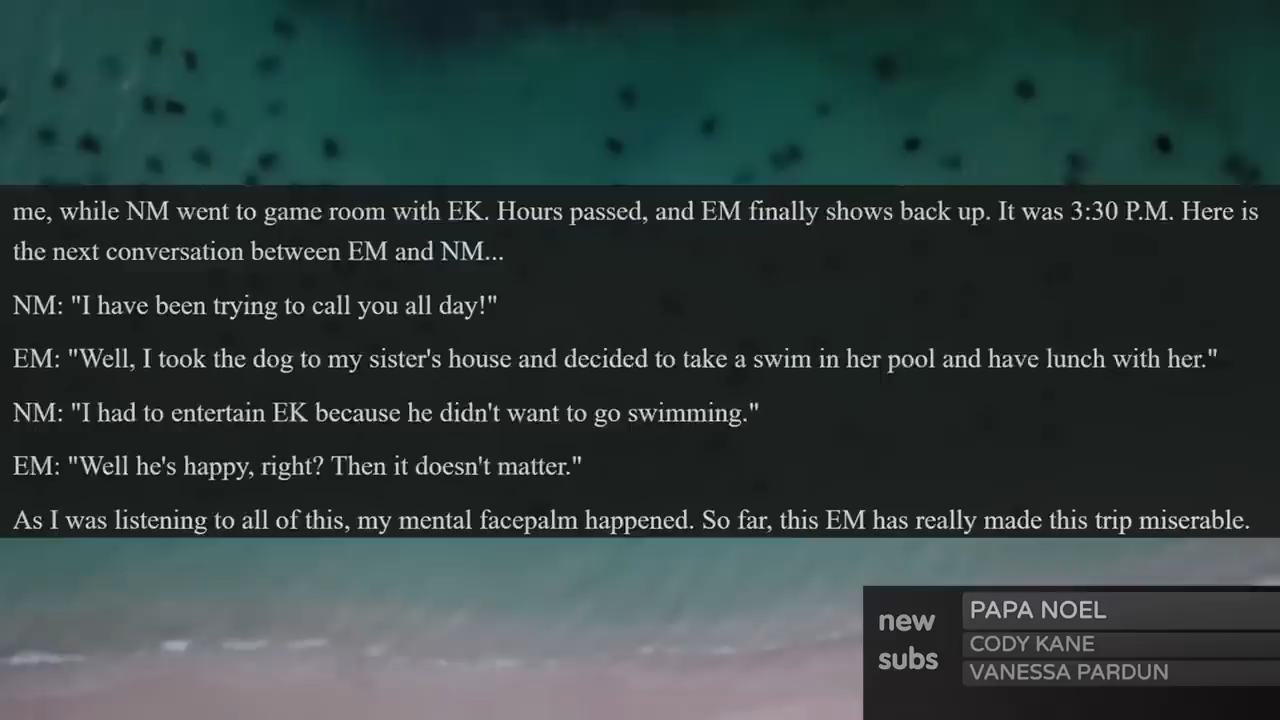 me, while NM went to game room with EK. Hours passed, and EM finally shows back up. It was 3:30 P.M. Here is
the next conversation between EM and NM...
NM: "I have been trying to call you all day!"
EM: "Well, I took the dog to my sister's house and decided to take a swim in her pool and have lunch with her."
NM: "I had to entertain EK because he didn't want to go swimming."
EM: "Well he's happy, right? Then it doesn't matter."
As I was listening to all of this, my mental facepalm happened. So far, this EM has really made this trip miserable.
new
subs
PAPA NOEL
CODY KANE
VANESSA PARDUN